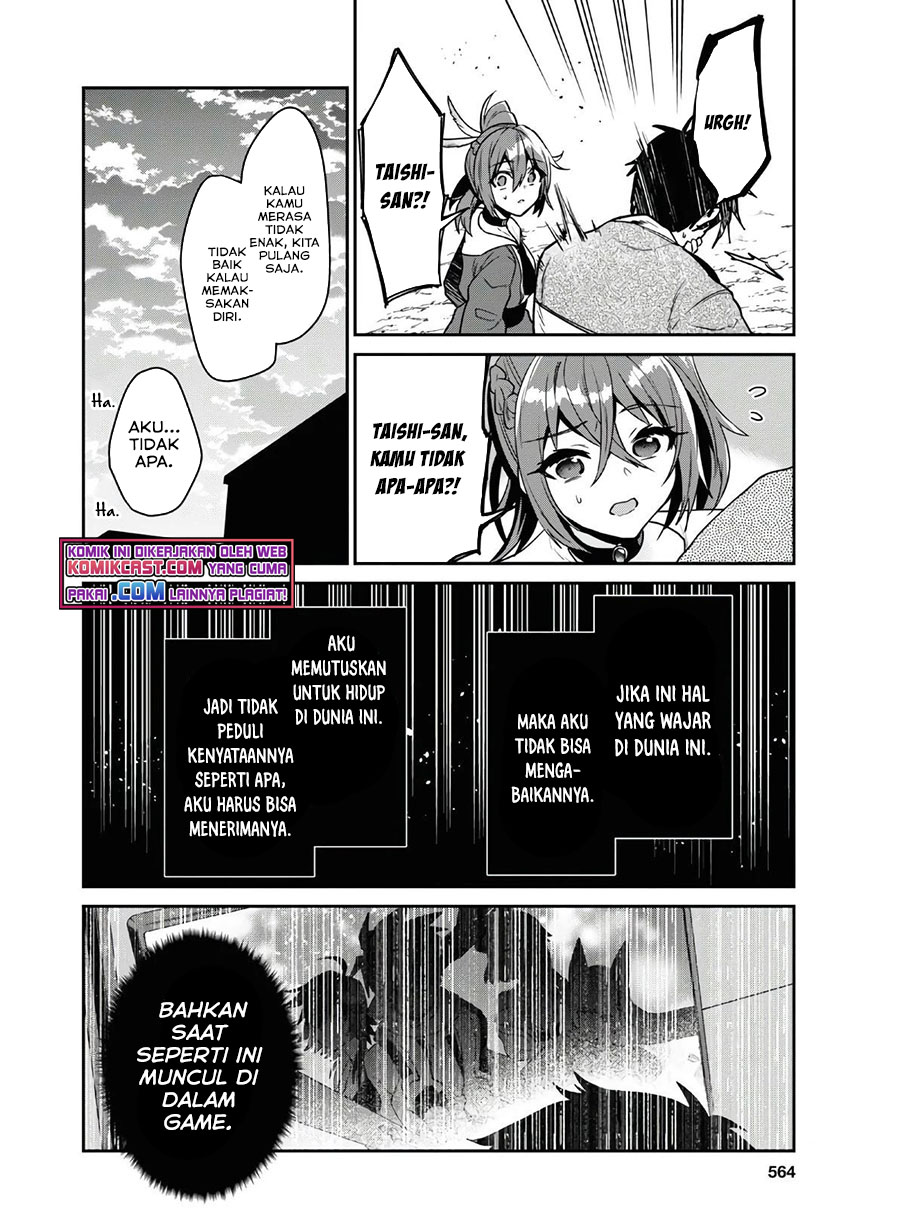 URGH!
TAISHI-
SAN?!
TAISHI-SAN,
KAMU TIDAK
APA-APA?!
KALAU
KAMU
MERASA
TIDAK
ENAK, KITA
PULANG
SAJA.
TIDAK
BAIK
KALAU
MEMAK-
SAKAN
DIRI.
Ha.
AKU...
TIDAK
APA.
Ha.
KOMIK INI DIKERJAKAN OLEH WEB
KOMIKCAST.COM YANG CUMA
PAKAI .COM LAINNYA PLAGIAT!
JIKA INI HAL
YANG WAJAR
DI DUNIA INI.
MAKA AKU
TIDAK BISA
MENGA-
BAIKANNYA.
AKU
MEMUTUSKAN
UNTUK HIDUP
DI DUNIA INI.
JADI TIDAK
PEDULI
KENYATAANNYA
SEPERTI APA,
AKU HARUS BISA
MENERIMANYA.
BAHKAN
SAAT
SEPERTI INI
MUNCUL DI
DALAM
GAME.
564